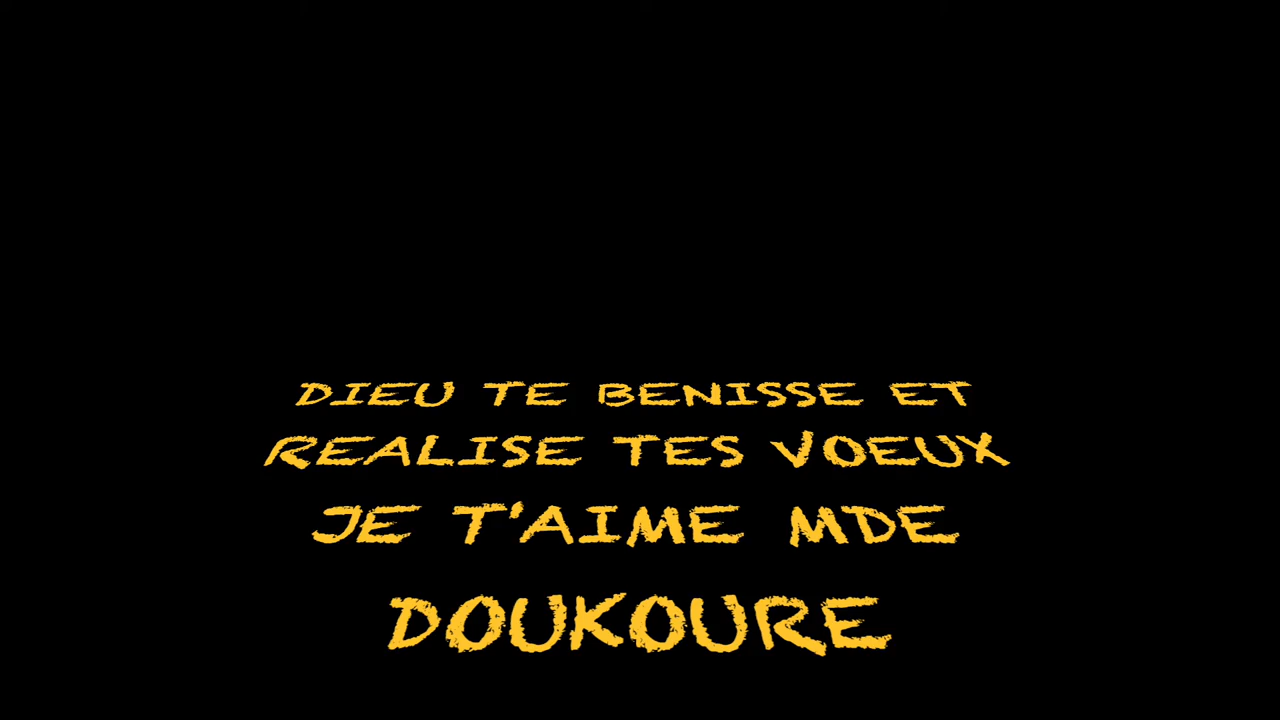 DIEU TE BENISSE ET
REALISE TES VOEUX
JE T'AIME MDE
DOUKOURE